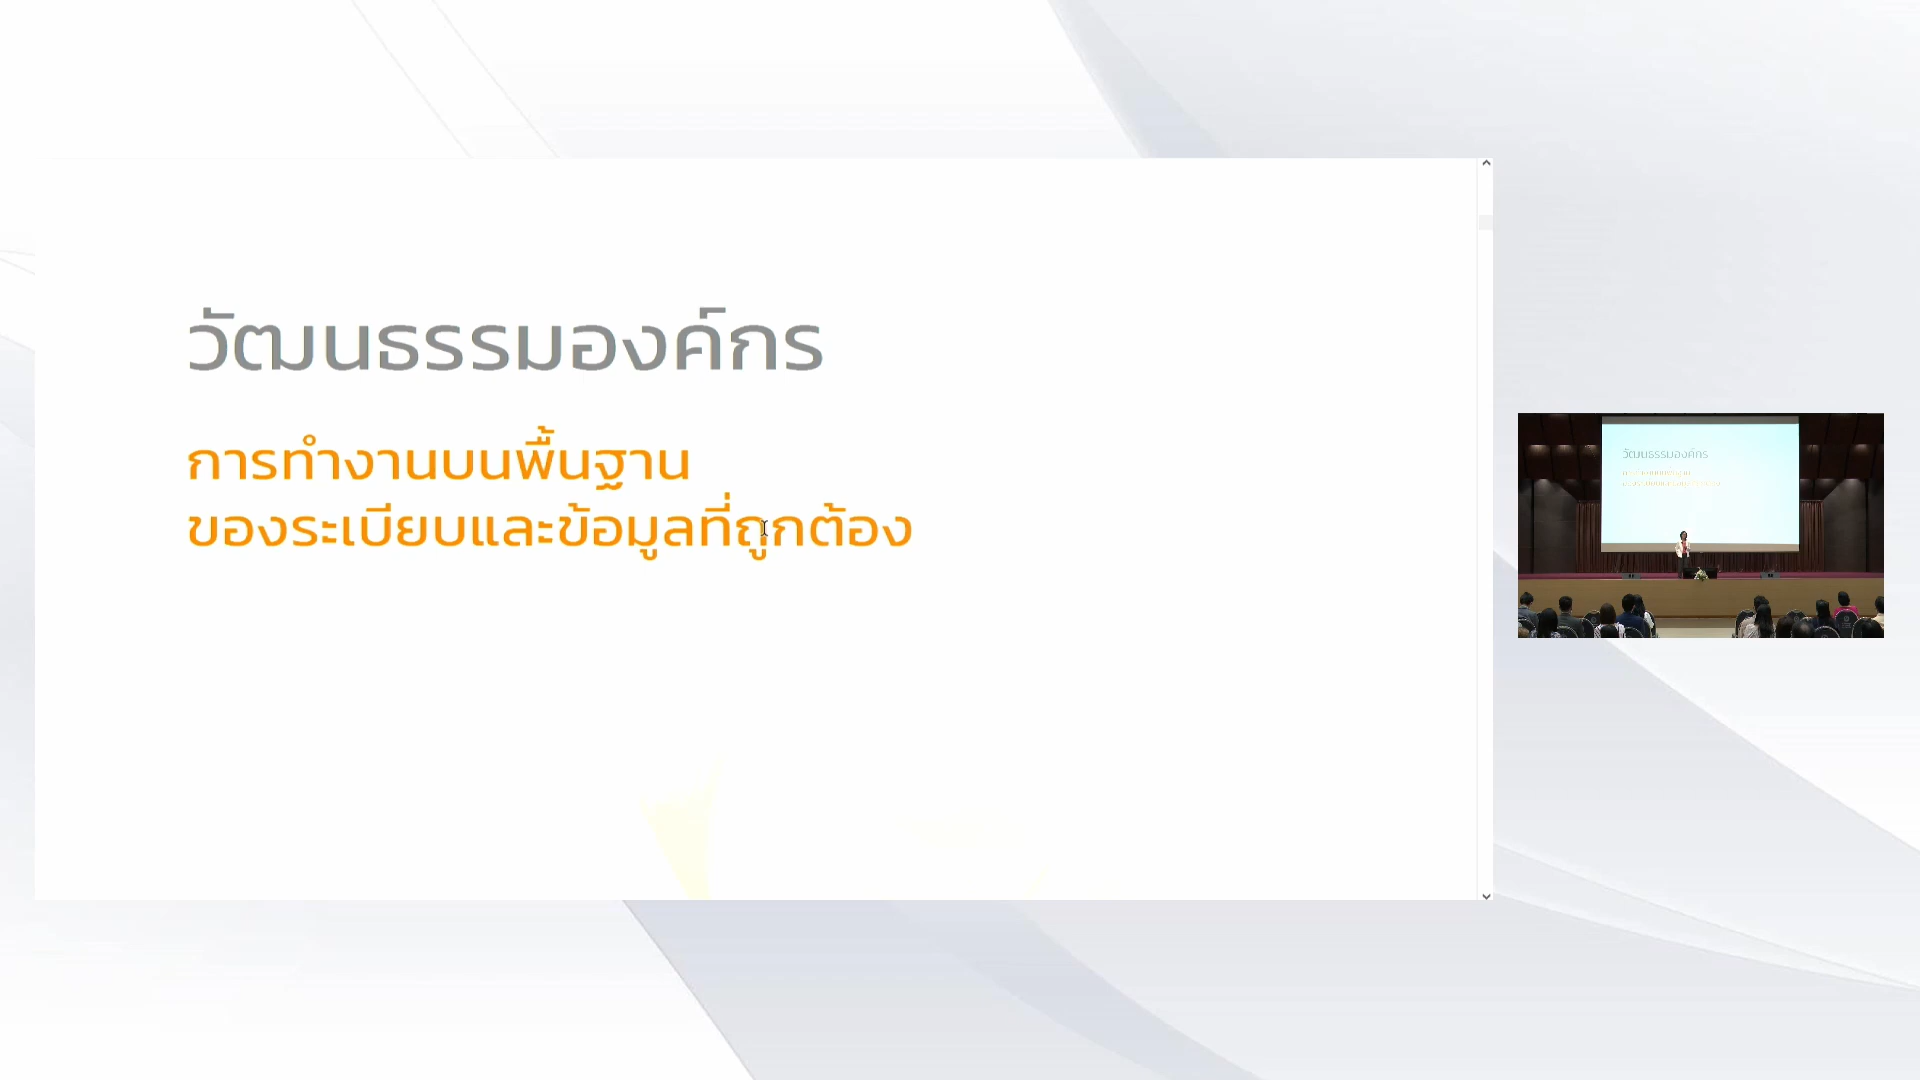 วัฒนธรรมองค์กร
การทำงานบนพื้นฐาน
ของระเบียบและข้อมูลที่ถูกต้อง
วัฒนธรรมองค์กร